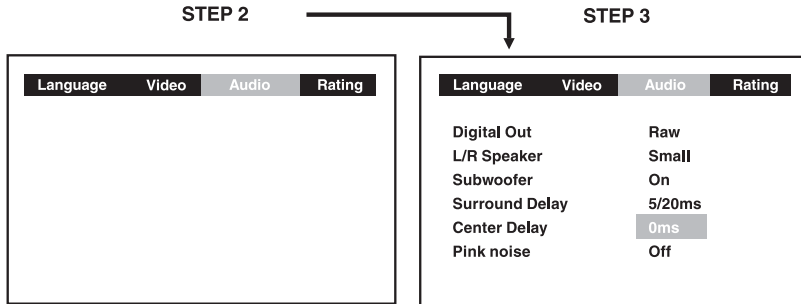 STEP 2
STEP 3
Language Video Audio Rating
Language Video Audio Rating
Digital Out Raw
L/R Speaker Small
Subwoofer On
Surround Delay 5/20ms
Center Delay 0ms
Pink noise Off